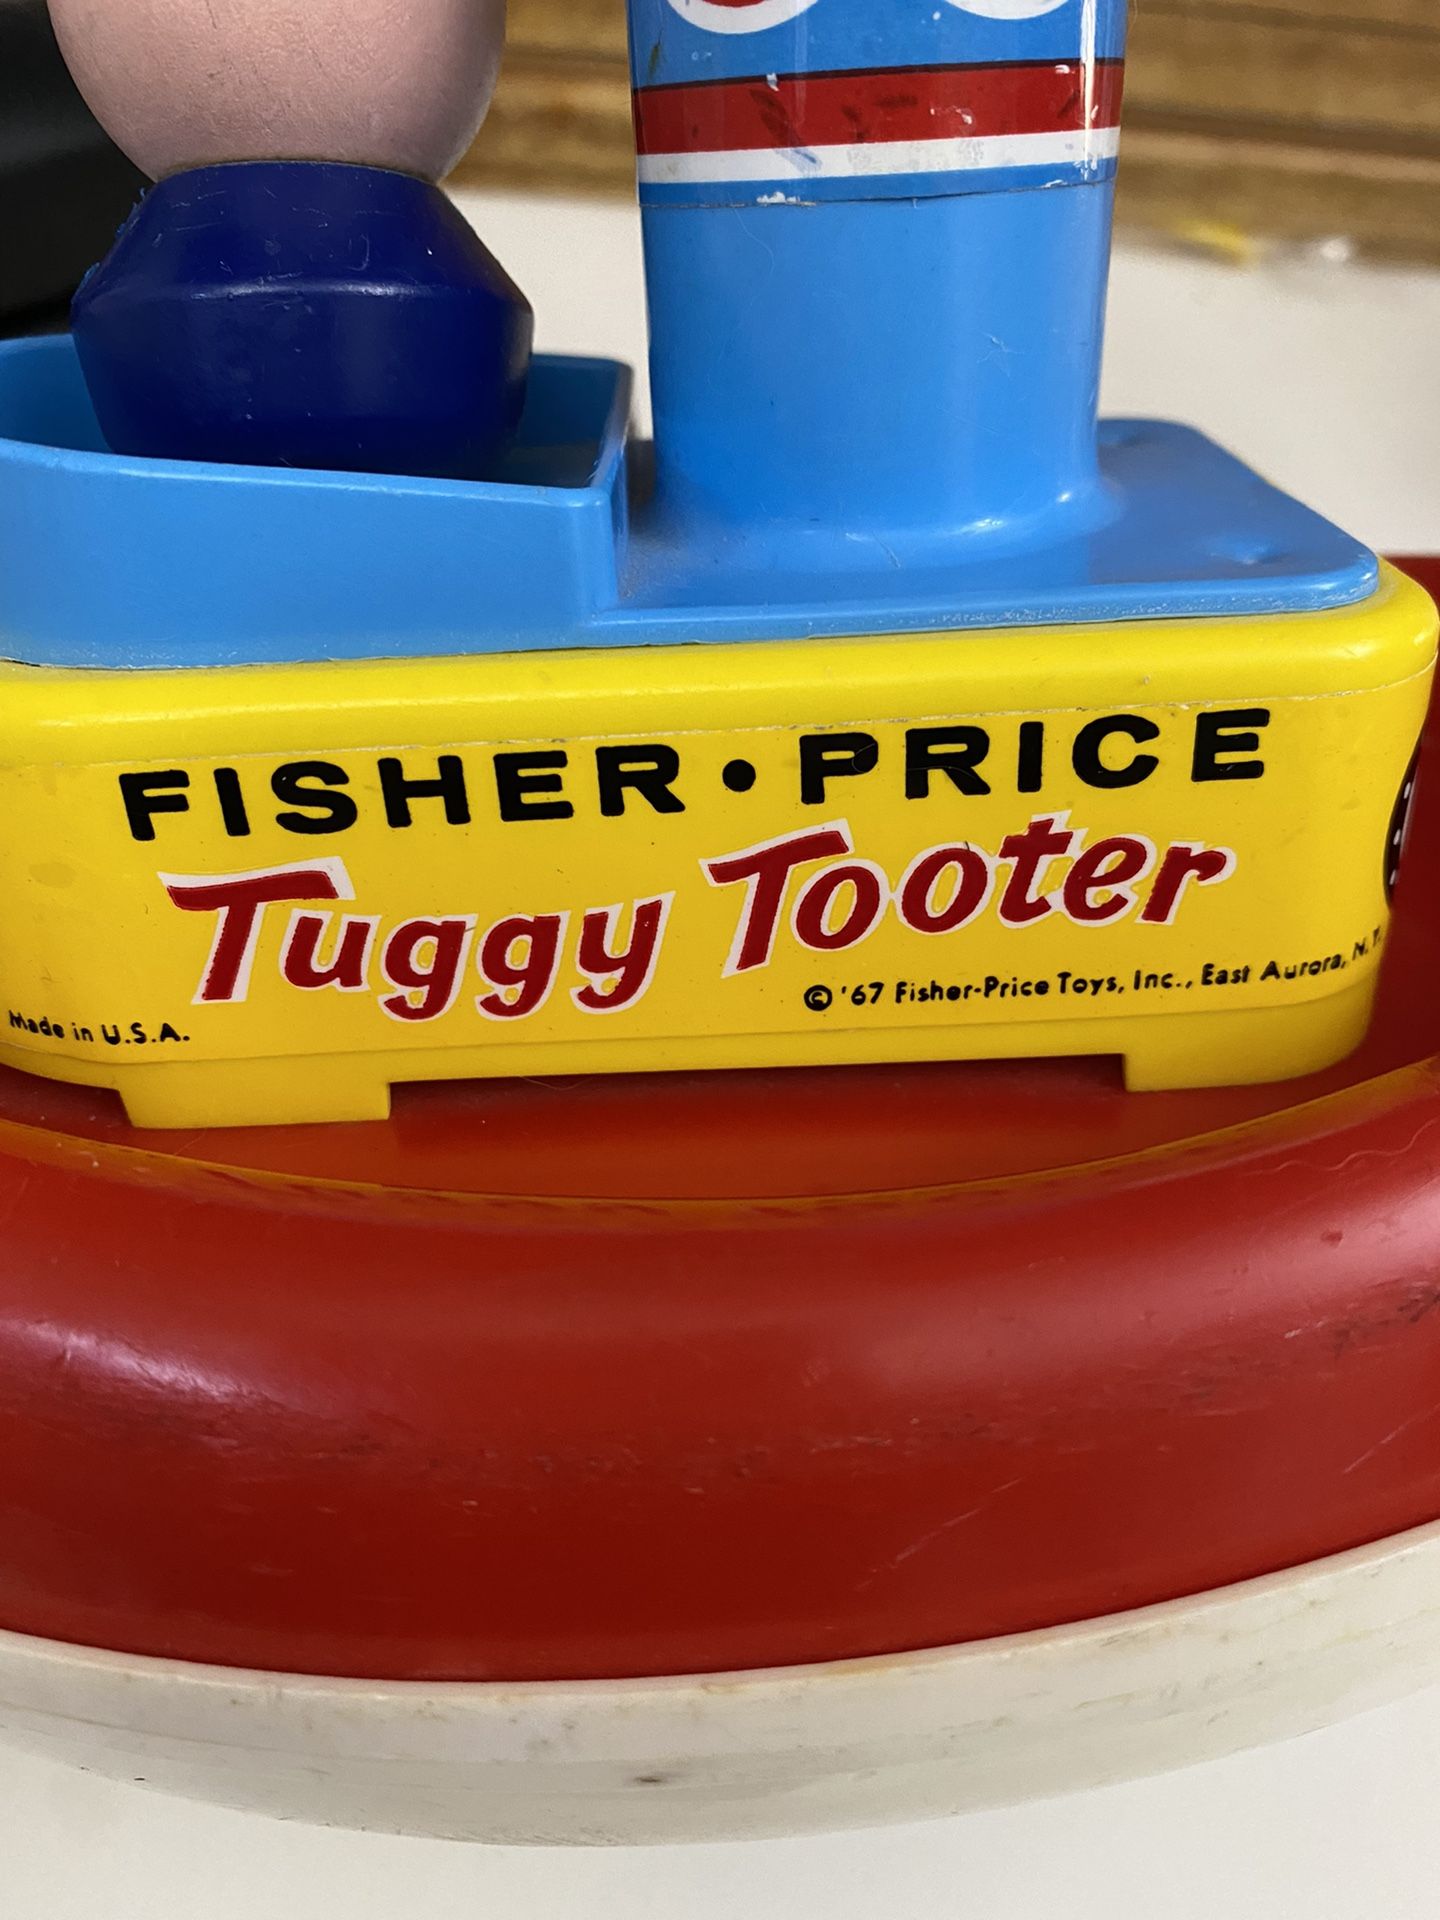 FISHER • PRICE
Tuggy Tooter
© '67 Fisher-Price Toys, Inc., East Aurora, N.Y.
Made in U.S.A.